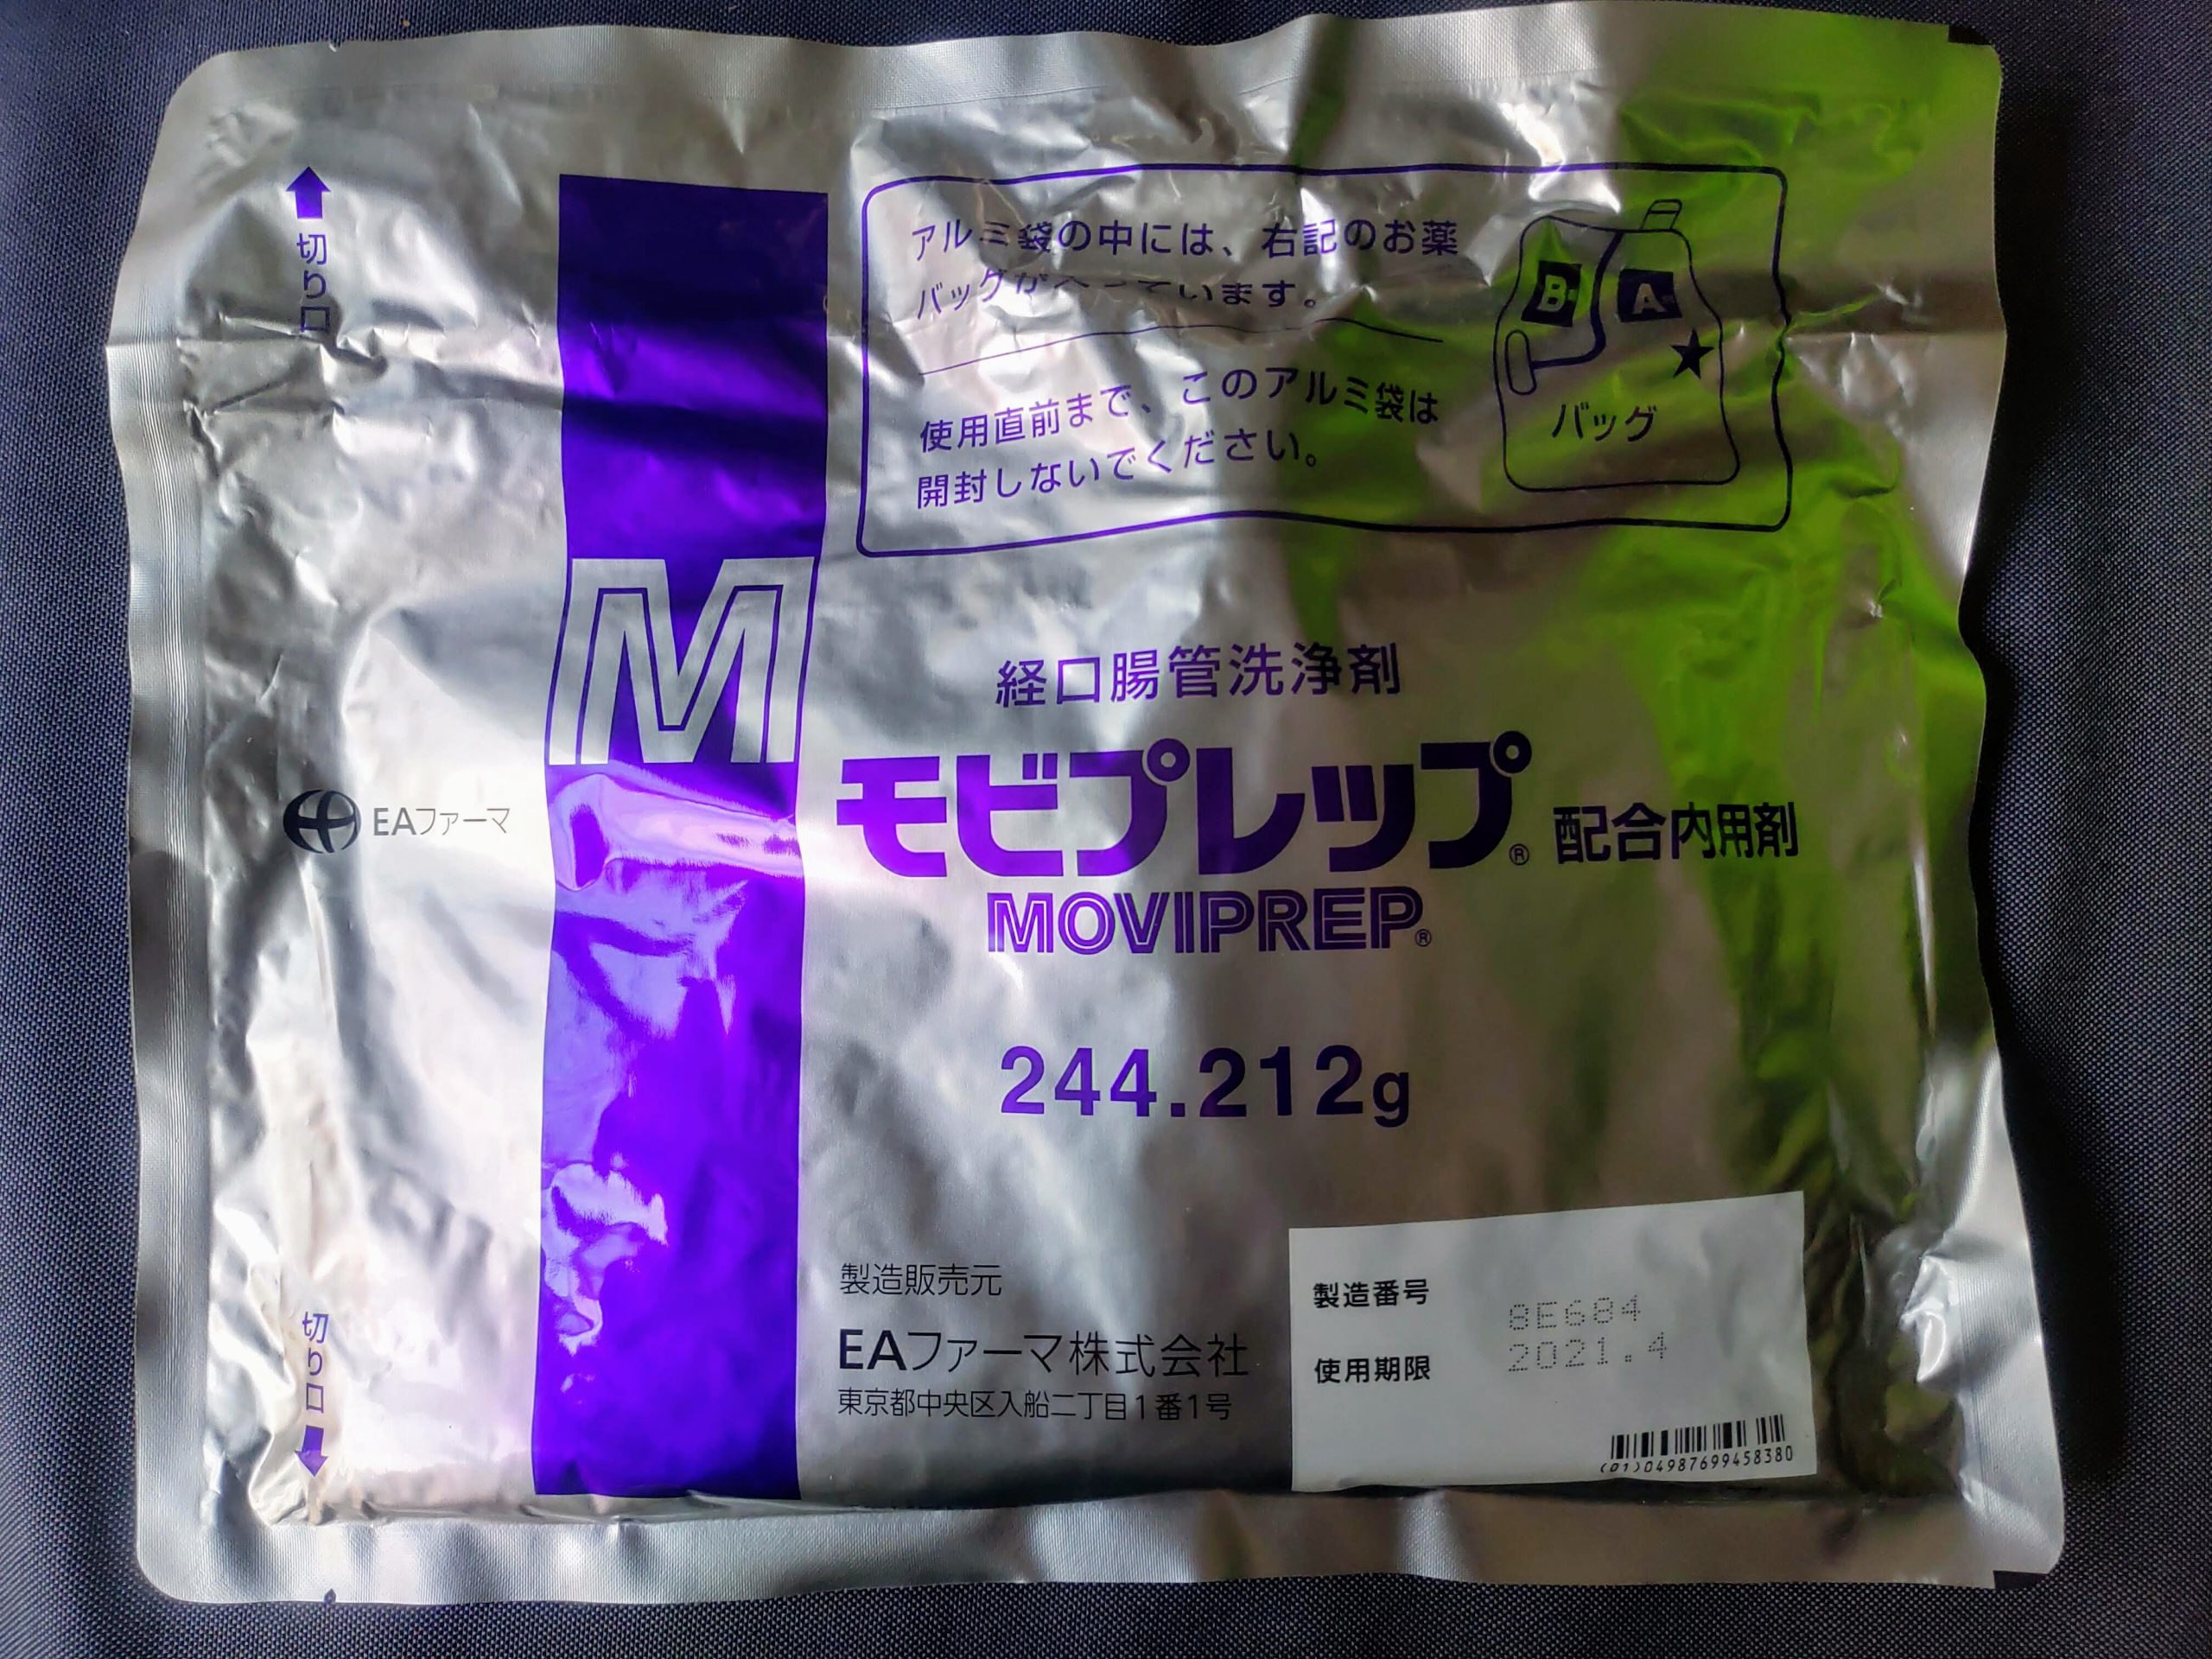 切り口
アルミ袋の中には、右記のお薬
バッグが入っています。
使用直前まで、このアルミ袋は
開封しないでください。
B
A
バッグ
M
経口腸管洗浄剤
EAファーマ
モビプレップ® 配合内用剤
MOVIPREP®
244.212g
製造販売元
EAファーマ株式会社
東京都中央区入船二丁目1番1号
切り口
製造番号 8E684
使用期限 2021.4
(01)04987699458380